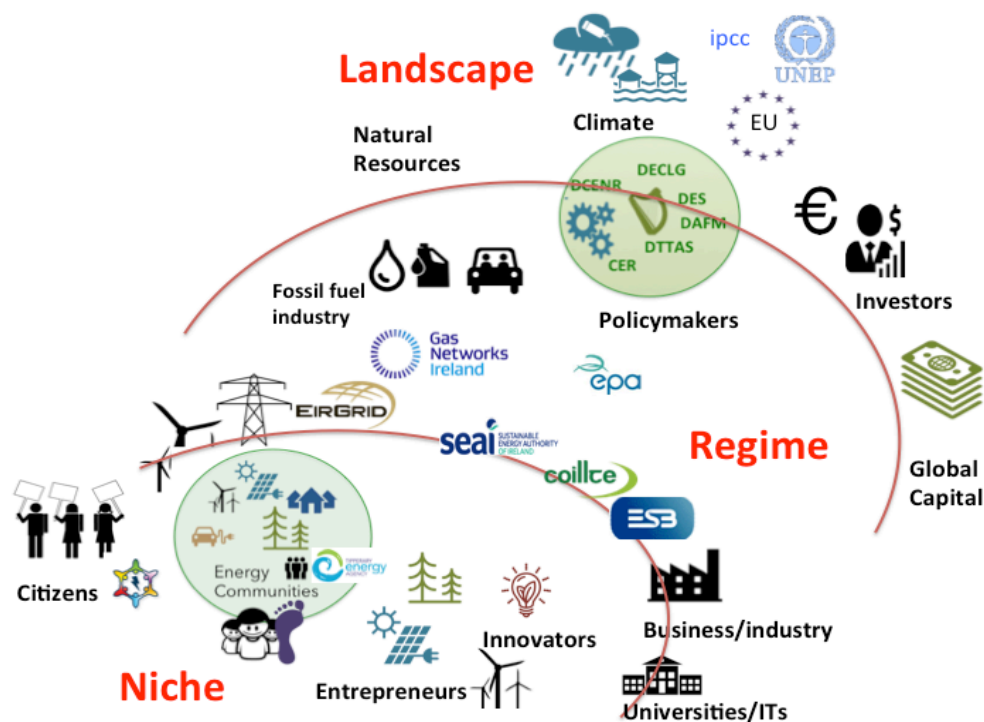 ipcc
UNEP
Landscape
EU
Climate
Natural
Resources
DECLG
DCENR
DES
DAFM
DTTAS
CER
€
$
Investors
Fossil fuel
industry
Policymakers
Gas
Networks
Ireland
epa
EIRGRID
seai
SUSTAINABLE
ENERGY AUTHORITY
OF IRELAND
Regime
Global
Capital
coillte
ESB
Citizens
Energy
Communities
TIPPERARY
energy
AGENCY
Innovators
Business/industry
Niche
Entrepreneurs
Universities/ITs